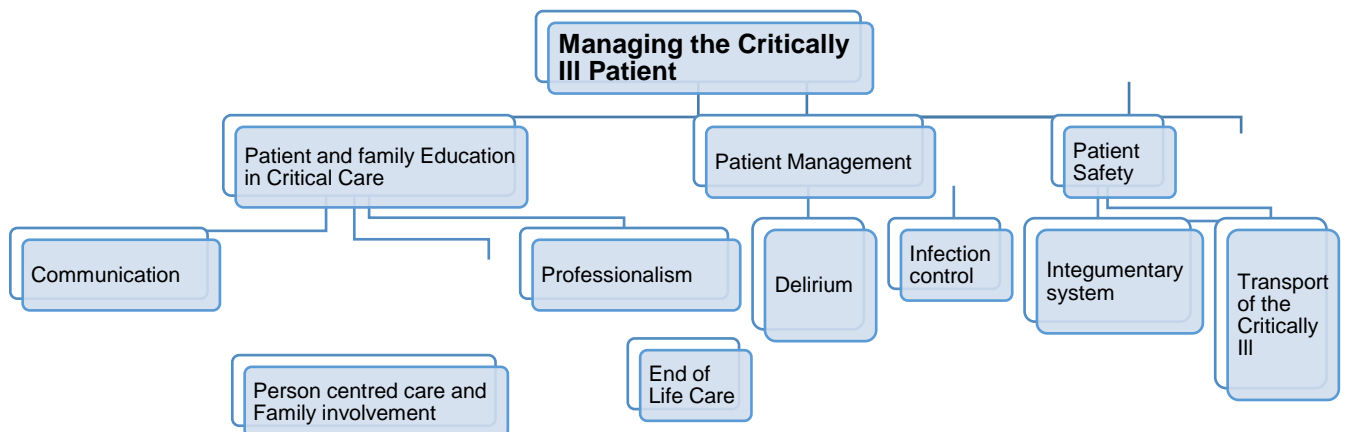 Managing the Critically
Ill Patient
Patient and family Education
in Critical Care
Patient Management
Patient
Safety
Communication
Professionalism
Delirium
Infection
control
Integumentary
system
Transport
of the
Critically
Ill
Person centred care and
Family involvement
End of
Life Care